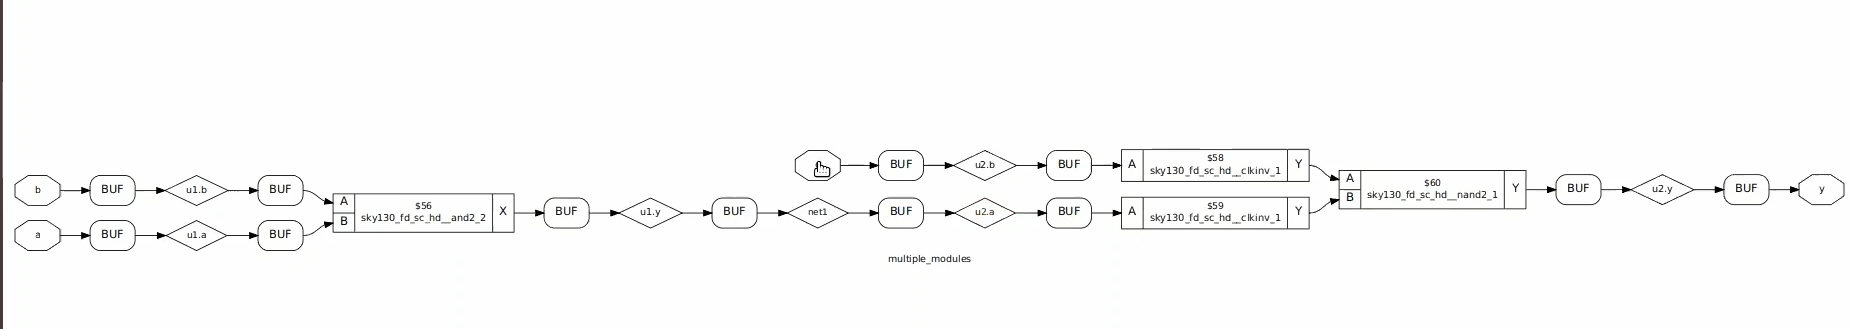 BUF u2.b BUF A $58 Y
sky130_fd_sc_hd__clkinv_1
b BUF u1.b BUF
A $56 X
B sky130_fd_sc_hd__and2_2
a BUF u1.a BUF
BUF u1.y BUF net1 BUF u2.a BUF A $59 Y
sky130_fd_sc_hd__clkinv_1
A $60 Y
B sky130_fd_sc_hd__nand2_1
BUF u2.y BUF y
multiple_modules